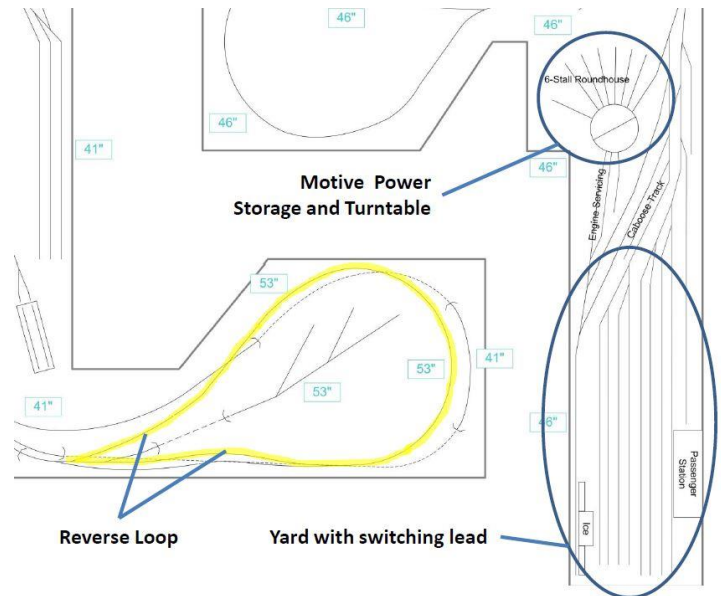 46"
46"
6-Stall Roundhouse
46"
41"
46"
Motive Power
Storage and Turntable
Engine Servicing
Caboose Track
53"
41"
53"
53"
41"
46"
Passenger
Station
Ice
Reverse Loop
Yard with switching lead